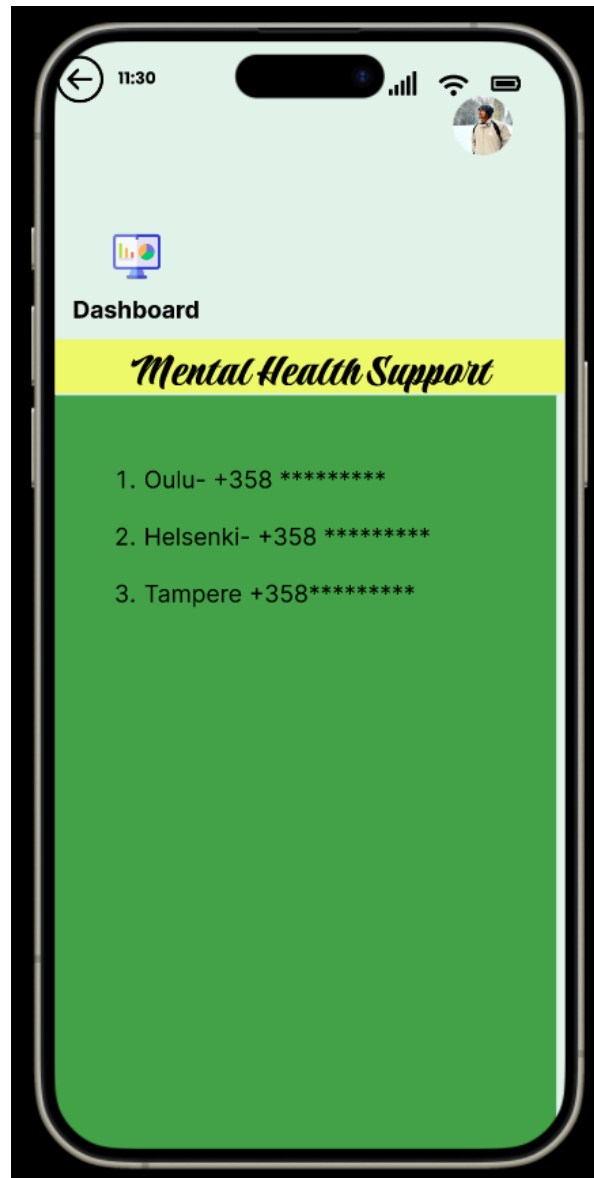 11:30
Dashboard
Mental Health Support
1. Oulu- +358 *********
2. Helsenki- +358 *********
3. Tampere +358*********